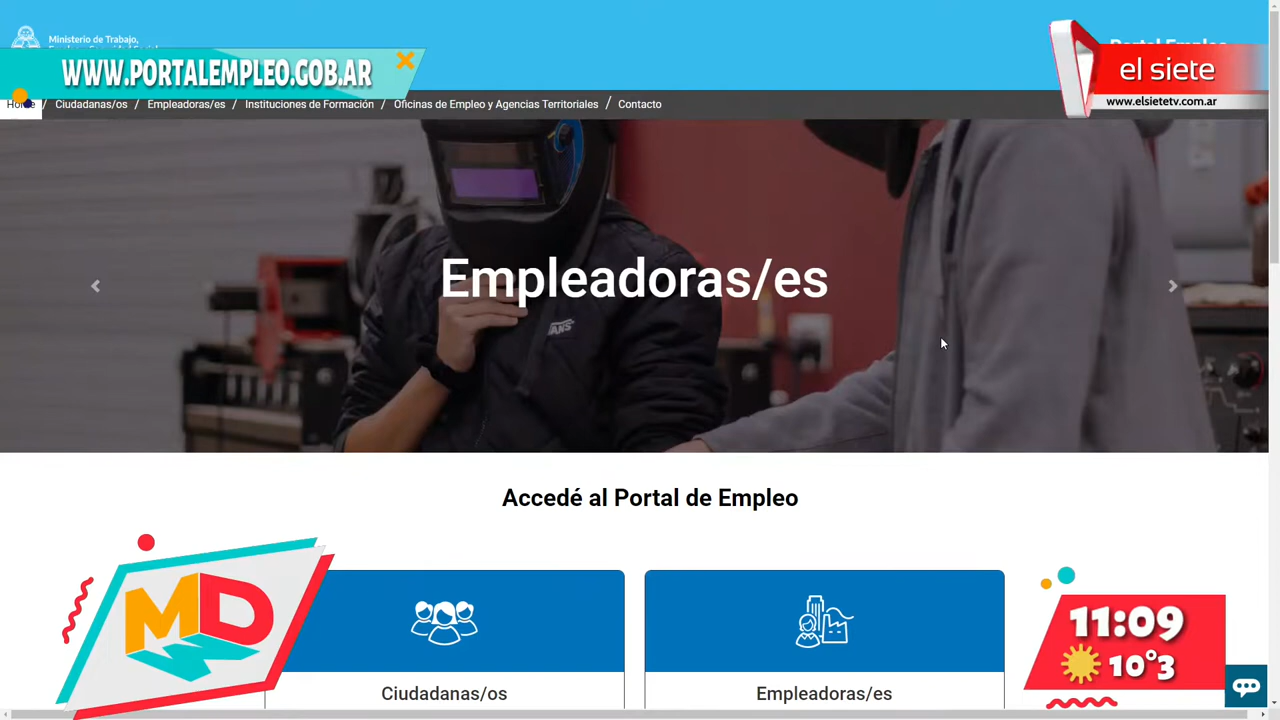 Ministerio de Trabajo,
WWW.PORTALEMPLEO.GOB.AR
el siete
www.elsietetv.com.ar
Home / Ciudadanas/os / Empleadoras/es / Instituciones de Formación / Oficinas de Empleo y Agencias Territoriales / Contacto
Empleadoras/es
VANS
Accedé al Portal de Empleo
MD
11:09
10°3
Ciudadanas/os
Empleadoras/es